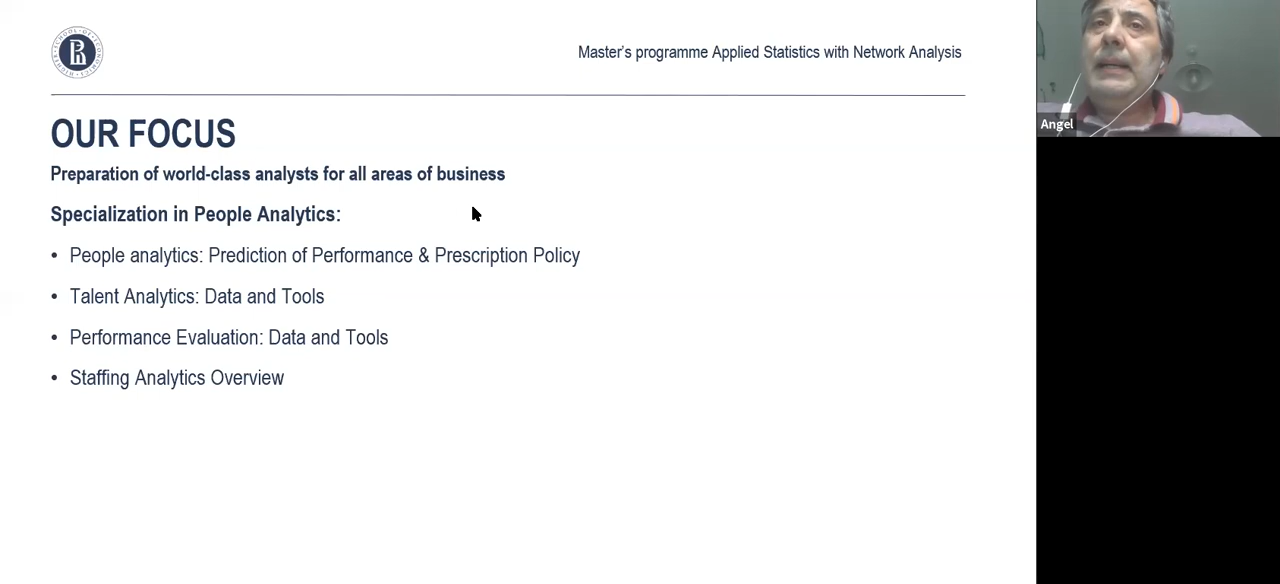 Master's programme Applied Statistics with Network Analysis
OUR FOCUS
Preparation of world-class analysts for all areas of business
Specialization in People Analytics:
• People analytics: Prediction of Performance & Prescription Policy
• Talent Analytics: Data and Tools
• Performance Evaluation: Data and Tools
• Staffing Analytics Overview
Angel